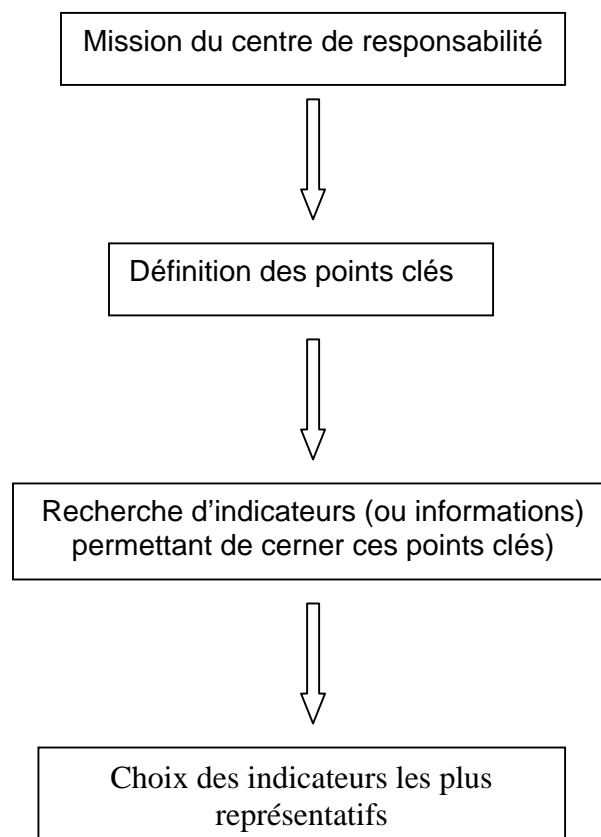 Mission du centre de responsabilité
Définition des points clés
Recherche d’indicateurs (ou informations)
permettant de cerner ces points clés)
Choix des indicateurs les plus
représentatifs